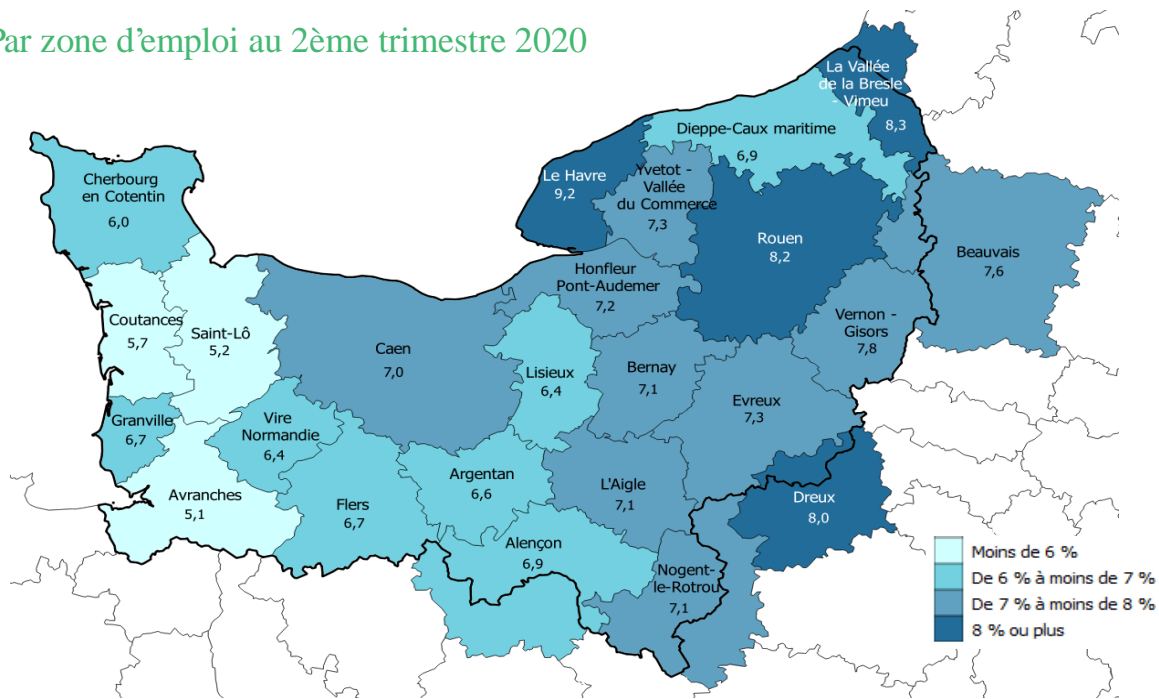 Par zone d'emploi au 2ème trimestre 2020
La Vallée
de la Bresle
- Vimeu
8,3
Dieppe-Caux maritime
6,9
Le Havre
9,2
Yvetot -
Vallée
du Commerce
7,3
Cherbourg
en Cotentin
6,0
Rouen
8,2
Beauvais
7,6
Honfleur
Pont-Audemer
7,2
Coutances
5,7
Saint-Lô
5,2
Caen
7,0
Vernon -
Gisors
7,8
Lisieux
6,4
Bernay
7,1
Evreux
7,3
Granville
6,7
Vire
Normandie
6,4
Argentan
6,6
L'Aigle
7,1
Avranches
5,1
Flers
6,7
Dreux
8,0
Alençon
6,9
Nogent-
le-Rotrou
7,1
Moins de 6 %
De 6 % à moins de 7 %
De 7 % à moins de 8 %
8 % ou plus